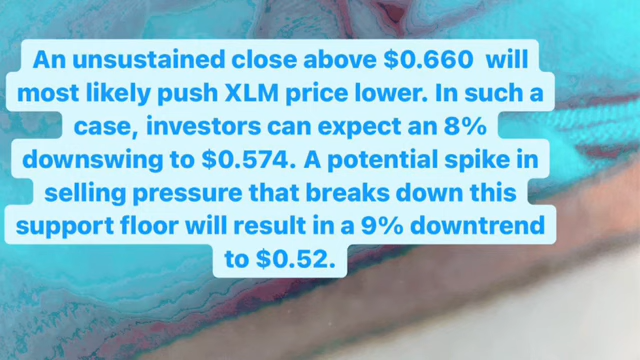 An unsustained close above $0.660 will
most likely push XLM price lower. In such a
case, investors can expect an 8%
downswing to $0.574. A potential spike in
selling pressure that breaks down this
support floor will result in a 9% downtrend
to $0.52.